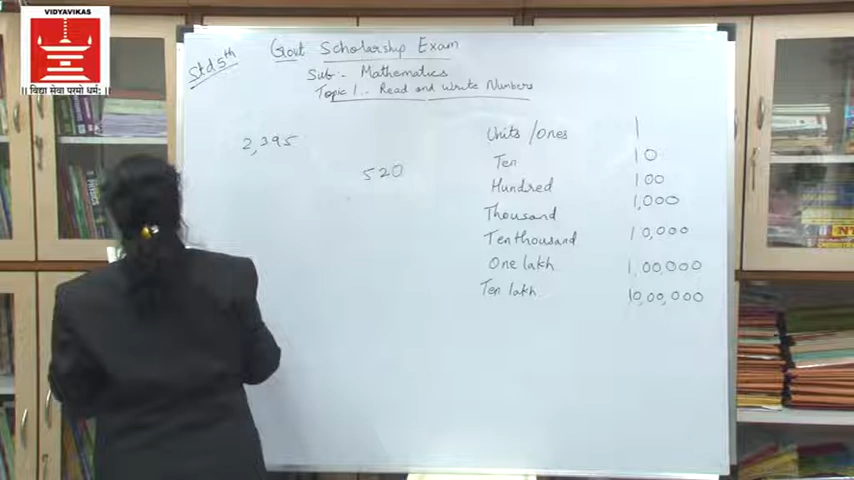 VIDYAVIKAS
|| विद्या सेवा परमो धर्मः ||
Std 5th
Govt Scholarship Exam
Sub:- Mathematics
Topic 1:- Read and Write Numbers
2,395
520
Units /Ones 1
Ten 10
Hundred 100
Thousand 1,000
Tenthousand 10,000
One lakh 1,00,000
Ten lakh 10,00,000